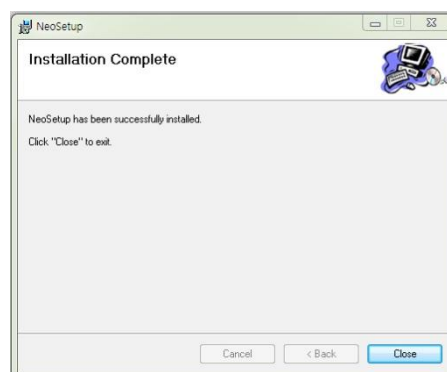 NeoSetup
Installation Complete
NeoSetup has been successfully installed.
Click "Close" to exit.
Cancel
< Back
Close